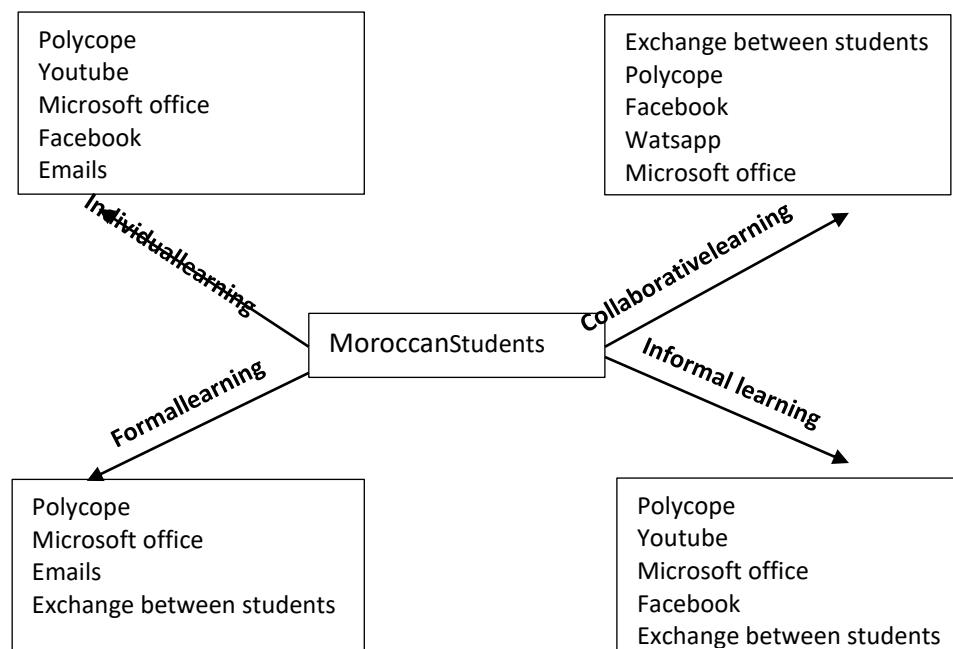 Polycope
Youtube
Microsoft office
Facebook
Emails
Exchange between students
Polycope
Facebook
Watsapp
Microsoft office
Individuallearning
Collaborativelearning
MoroccanStudents
Formallearning
Informal learning
Polycope
Microsoft office
Emails
Exchange between students
Polycope
Youtube
Microsoft office
Facebook
Exchange between students